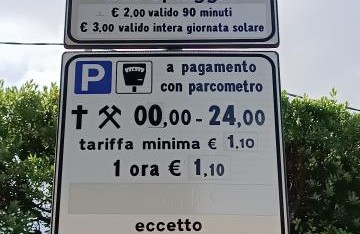 € 2,00 valido 90 minuti
€ 3,00 valido intera giornata solare
P a pagamento
con parcometro
00,00 - 24,00
tariffa minima € 1,10
1 ora € 1,10
eccetto